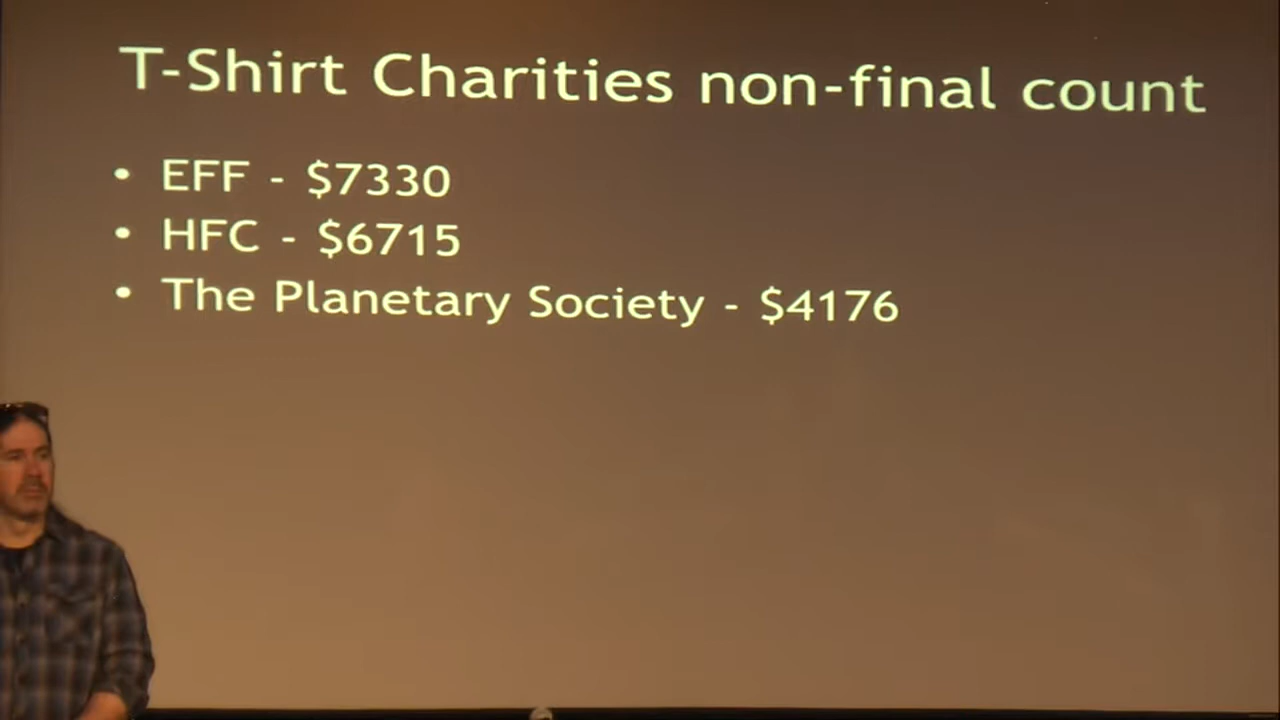 T-Shirt Charities non-final count
• EFF - $7330
• HFC - $6715
• The Planetary Society - $4176